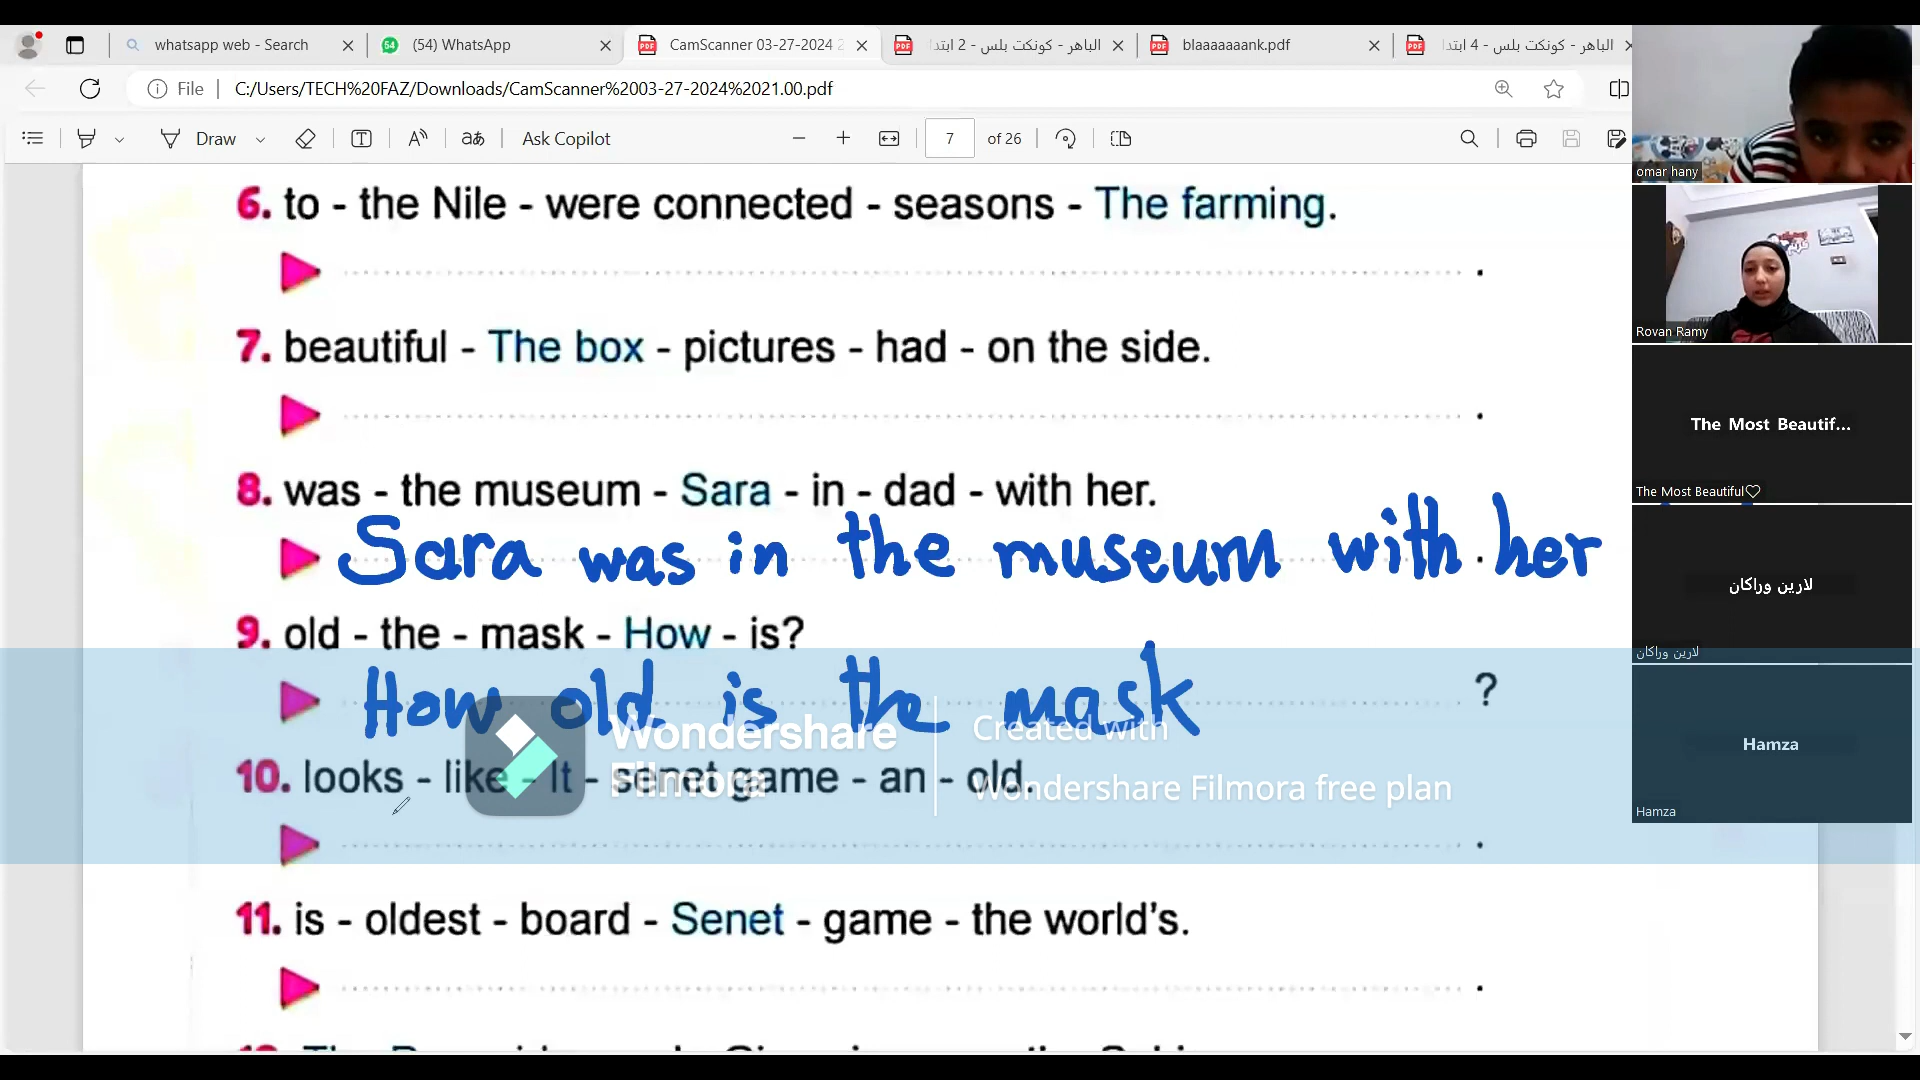 whatsapp web - Search
(54) WhatsApp
CamScanner 03-27-2024 2
الباهر - كونكت بلس - 2 ابتدا
blaaaaaaank.pdf
الباهر - كونكت بلس - 4 ابتدا
File
C:/Users/TECH%20FAZ/Downloads/CamScanner%2003-27-2024%2021.00.pdf
Draw
Ask Copilot
7 of 26
6. to - the Nile - were connected - seasons - The farming.
7. beautiful - The box - pictures - had - on the side.
8. was - the museum - Sara - in - dad - with her.
Sara was in the museum with her
9. old - the - mask - How - is?
How old is the mask ?
Wondershare Filmora
Created with
Wondershare Filmora free plan
10. looks - like - It - senet game - an - old.
11. is - oldest - board - Senet - game - the world's.
omar hany
Rovan Ramy
The Most Beautif...
The Most Beautiful♡
لارين وراكان
لارين وراكان
Hamza
Hamza